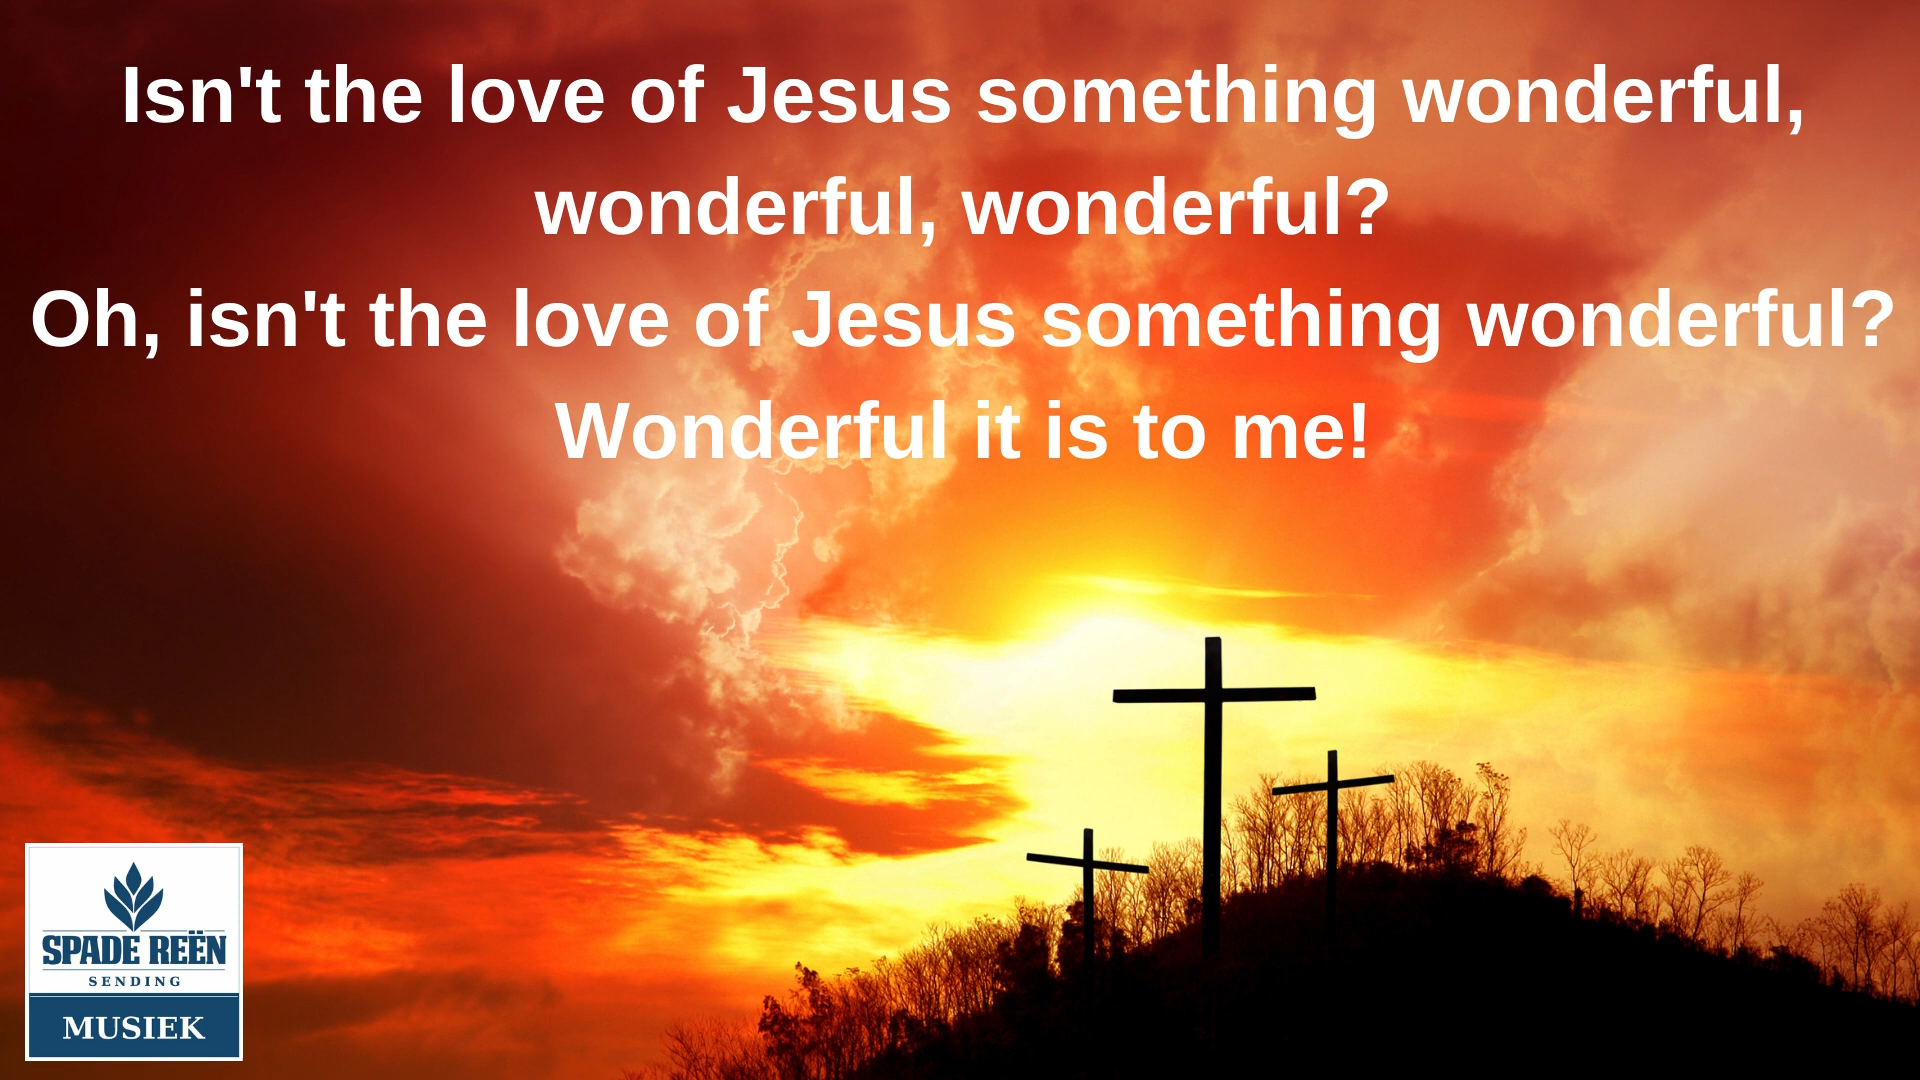 Isn't the love of Jesus something wonderful,
wonderful, wonderful?
Oh, isn't the love of Jesus something wonderful?
Wonderful it is to me!
SPADE REËN
SENDING
MUSIEK